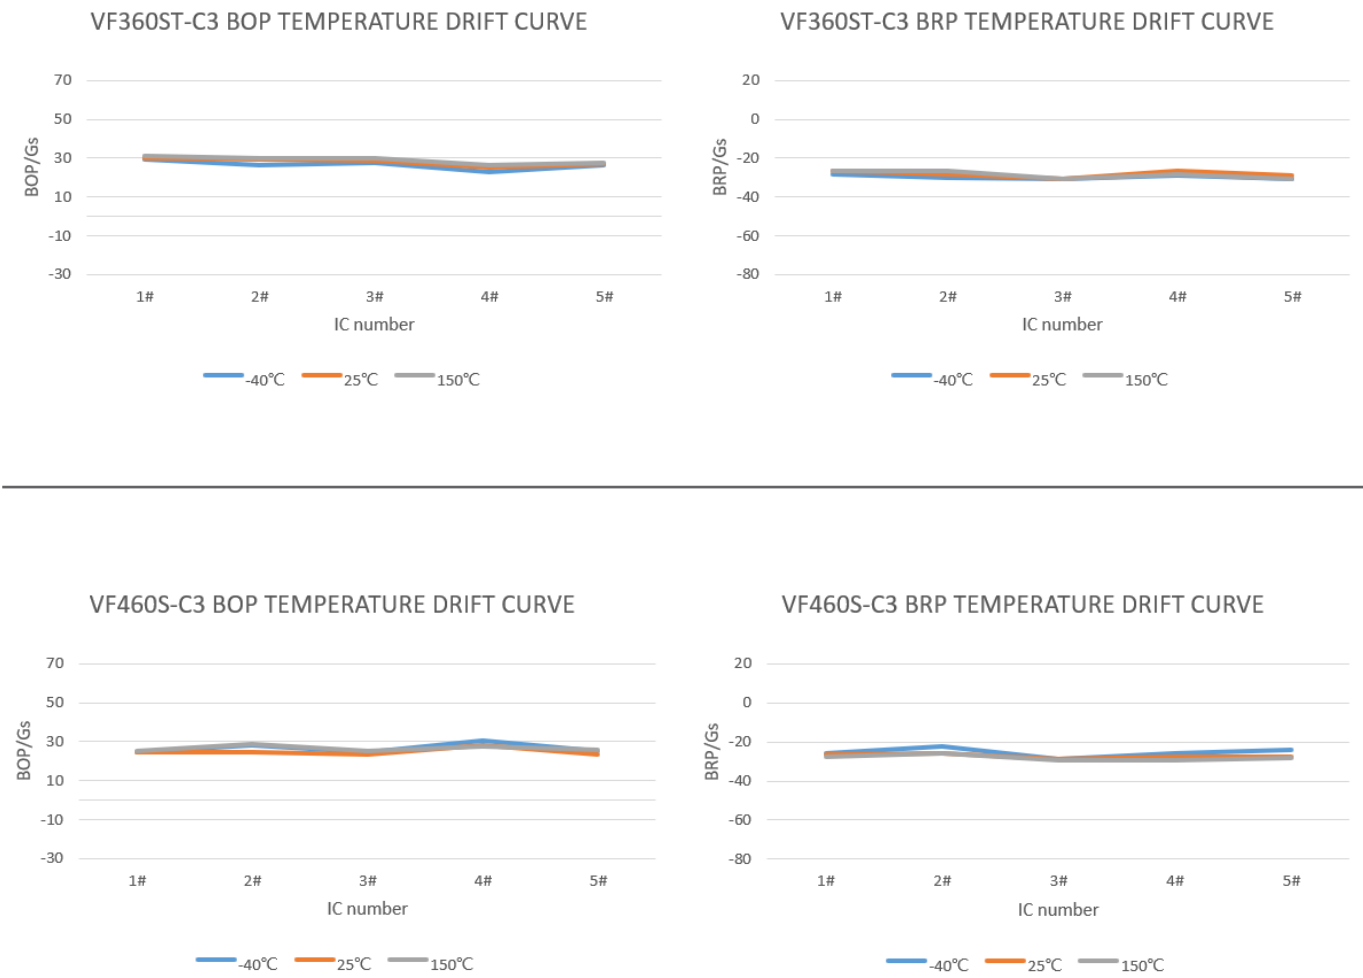 VF360ST-C3 BOP TEMPERATURE DRIFT CURVE
70
50
30
10
-10
-30
BOP/Gs
1# 2# 3# 4# 5#
IC number
-40℃ 25℃ 150℃
VF360ST-C3 BRP TEMPERATURE DRIFT CURVE
20
0
-20
-40
-60
-80
BRP/Gs
1# 2# 3# 4# 5#
IC number
-40℃ 25℃ 150℃
VF460S-C3 BOP TEMPERATURE DRIFT CURVE
70
50
30
10
-10
-30
BOP/Gs
1# 2# 3# 4# 5#
IC number
-40℃ 25℃ 150℃
VF460S-C3 BRP TEMPERATURE DRIFT CURVE
20
0
-20
-40
-60
-80
BRP/Gs
1# 2# 3# 4# 5#
IC number
-40℃ 25℃ 150℃